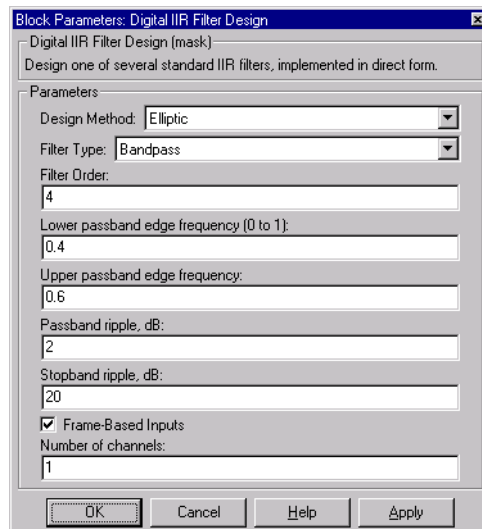 Block Parameters: Digital IIR Filter Design
Digital IIR Filter Design (mask)
Design one of several standard IIR filters, implemented in direct form.
Parameters
Design Method: Elliptic
Filter Type: Bandpass
Filter Order:
4
Lower passband edge frequency (0 to 1):
0.4
Upper passband edge frequency:
0.6
Passband ripple, dB:
2
Stopband ripple, dB:
20
Frame-Based Inputs
Number of channels:
1
OK Cancel Help Apply